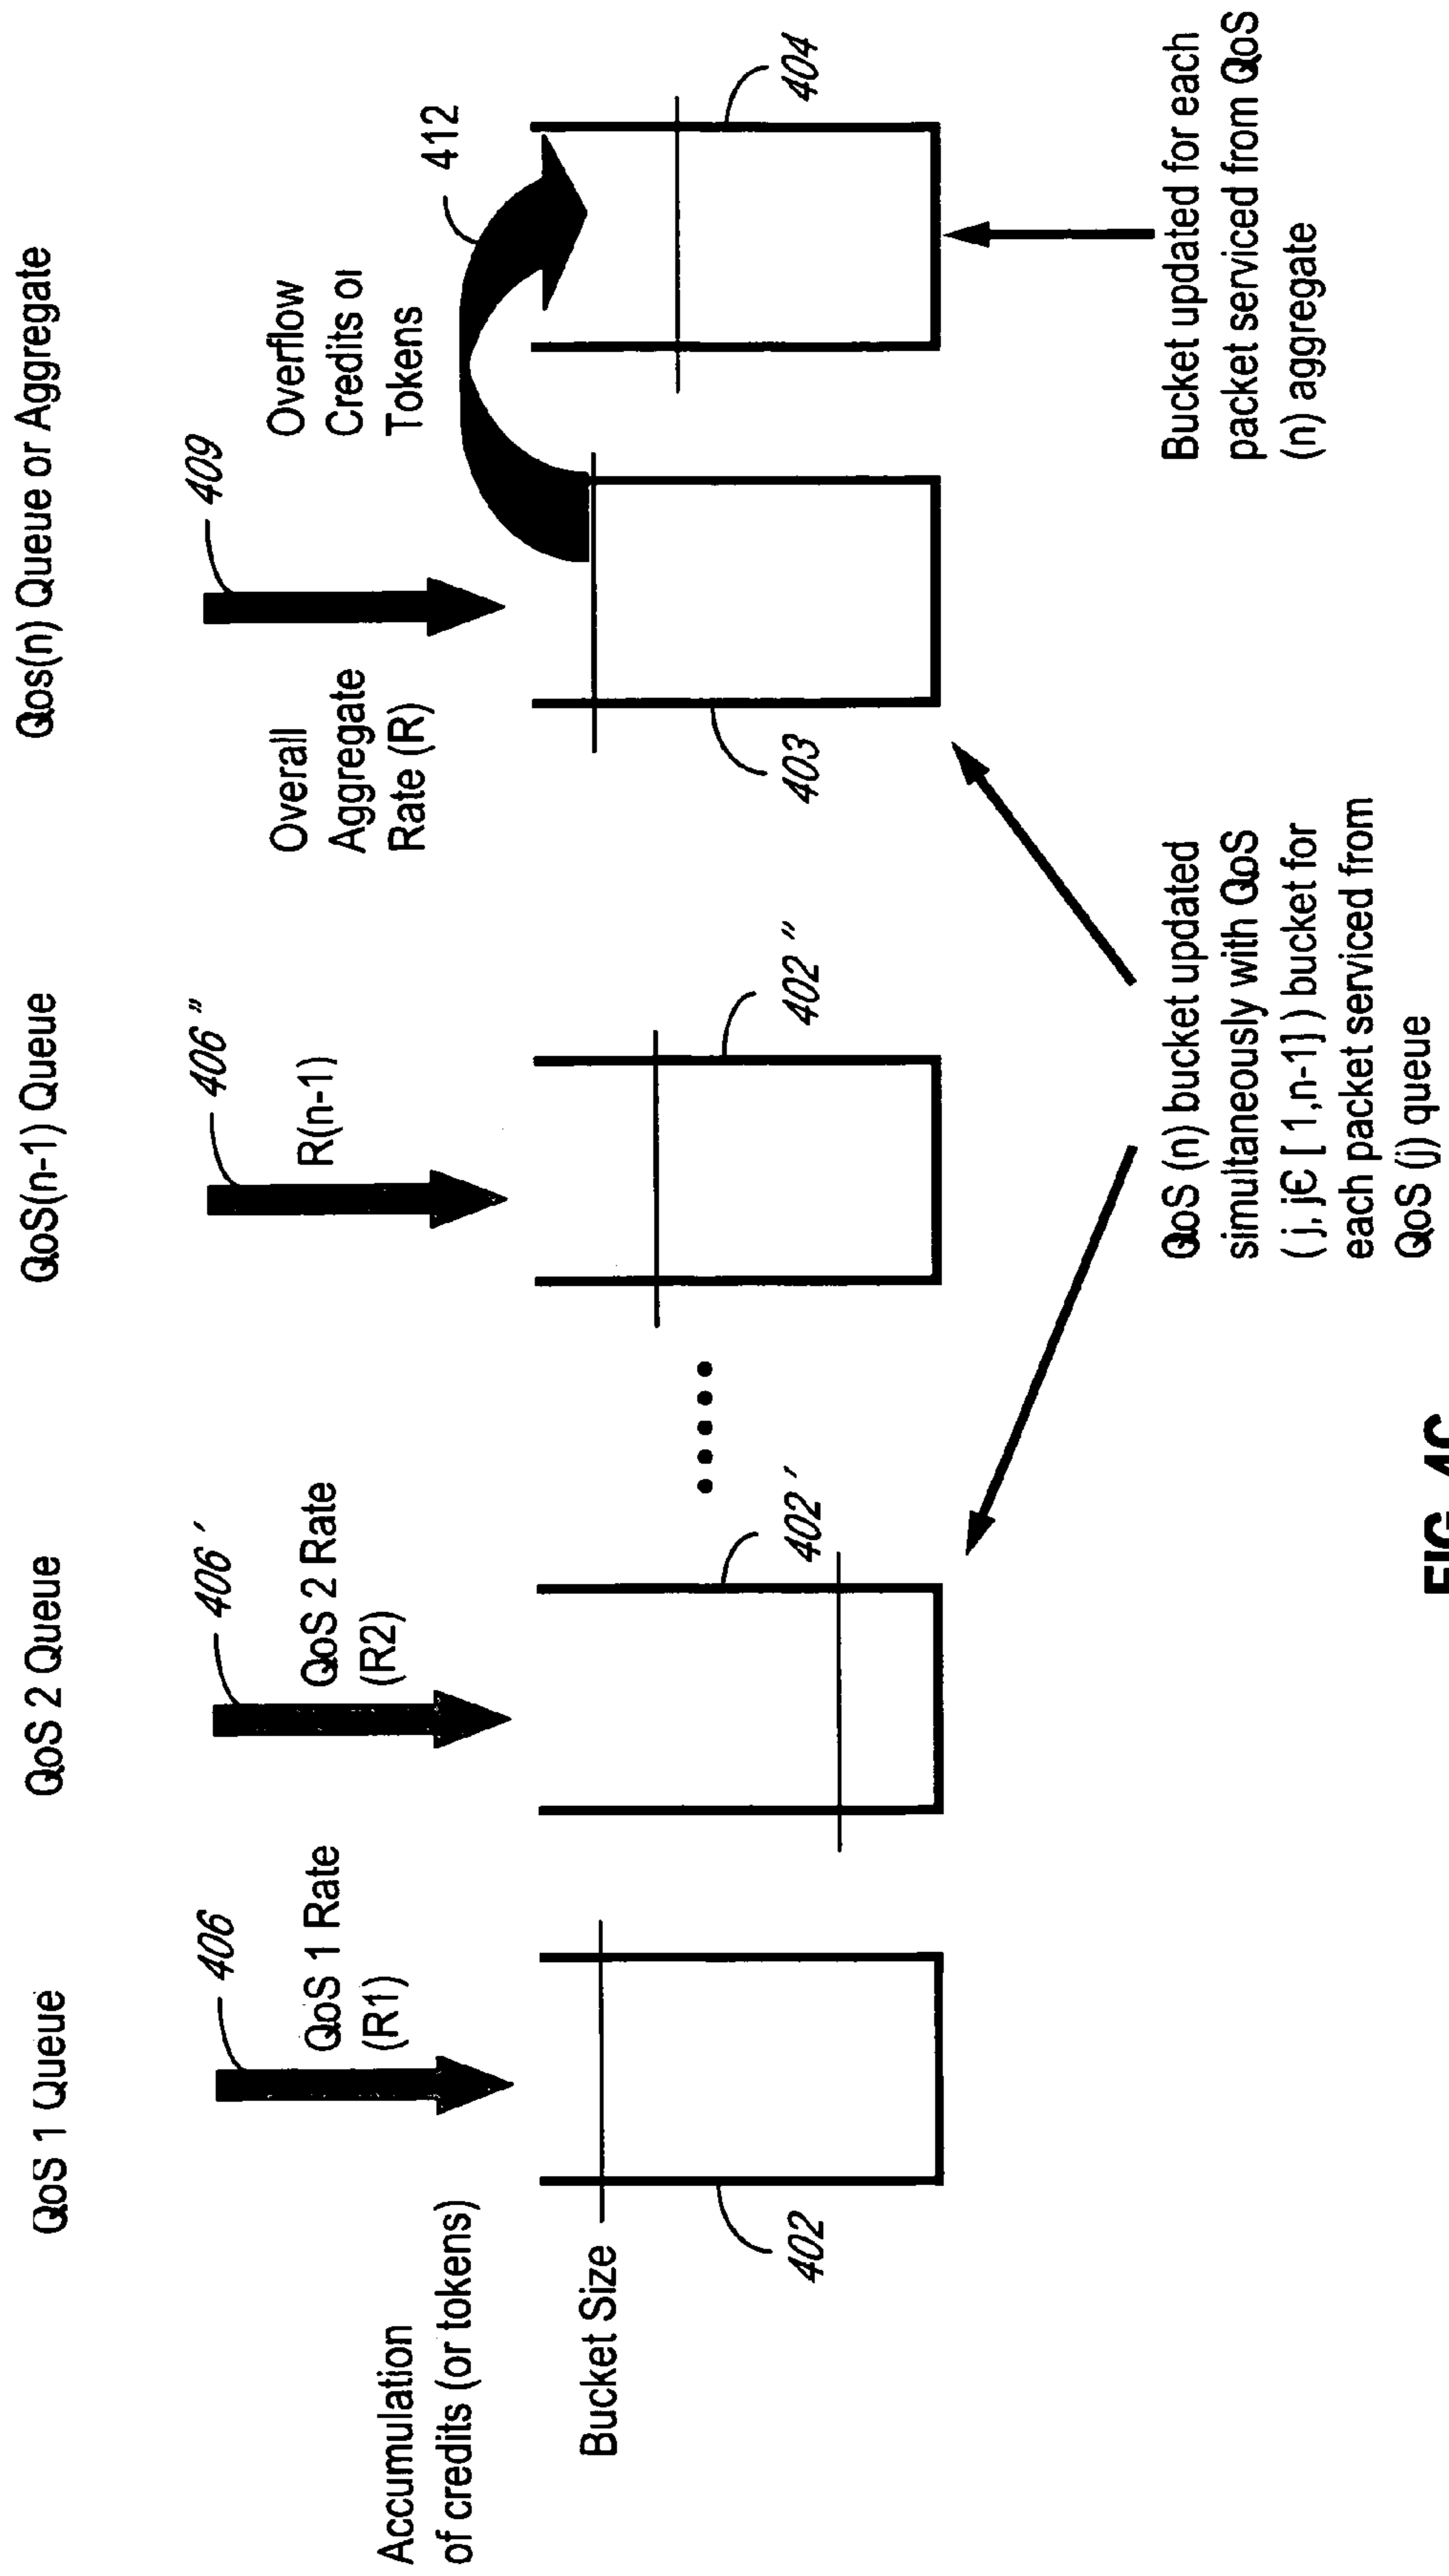 QoS 1 Queue
QoS 2 Queue
QoS(n-1) Queue
Qos(n) Queue or Aggregate
406
406′
406″
409
QoS 1 Rate
(R1)
QoS 2 Rate
(R2)
R(n-1)
Overall
Aggregate
Rate (R)
Overflow
Credits or
Tokens
412
Accumulation
of credits (or tokens)
Bucket Size
402
402′
402″
403
404
QoS (n) bucket updated
simultaneously with QoS
( j, j∈ [ 1,n-1] ) bucket for
each packet serviced from
QoS (j) queue
Bucket updated for each
packet serviced from QoS
(n) aggregate
FIG. 4C